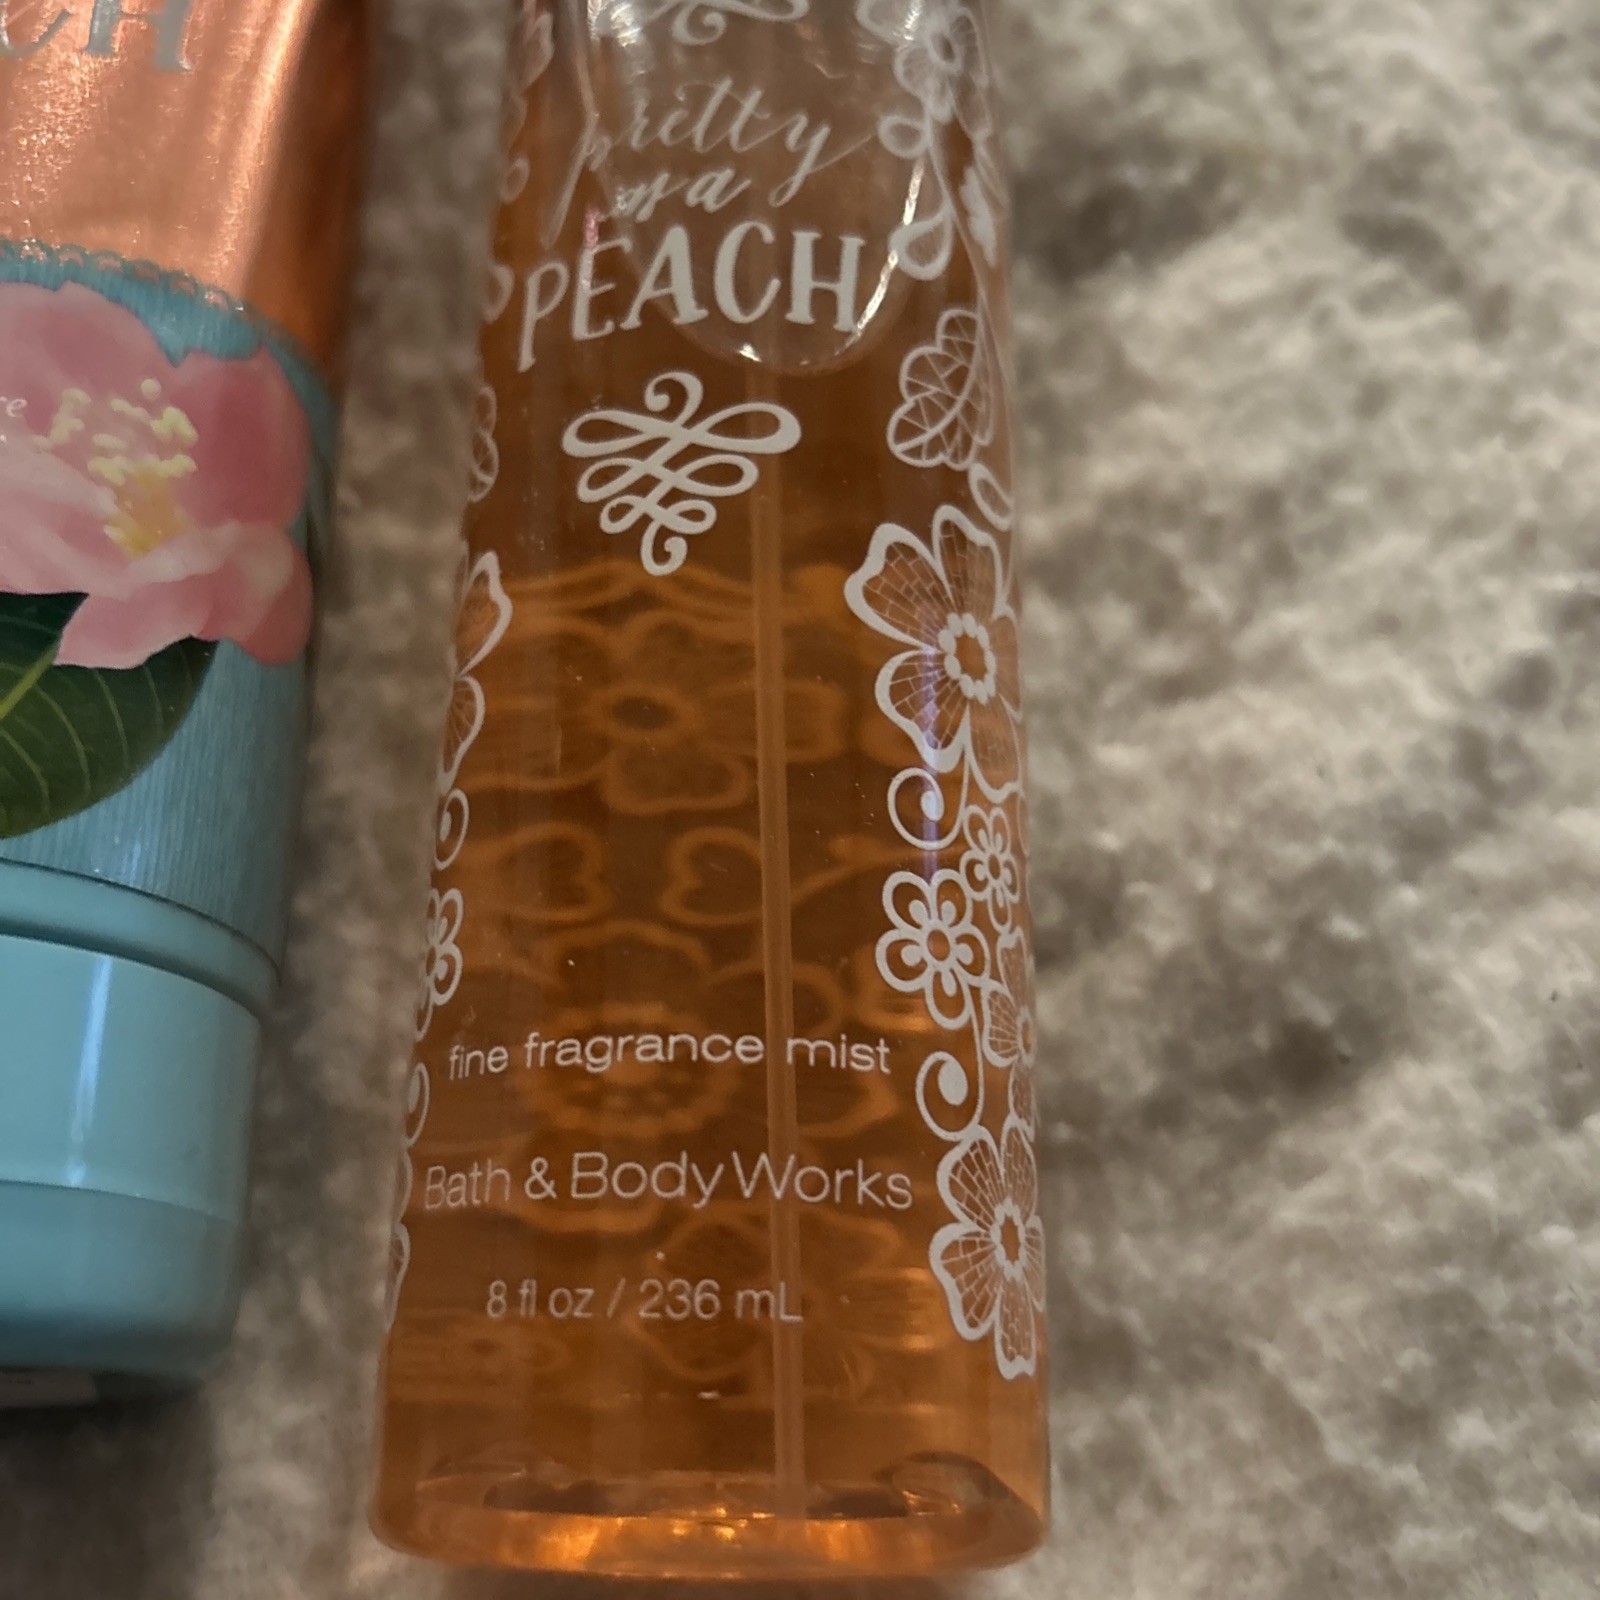 pretty
as a
PEACH
fine fragrance mist
Bath & Body Works
8 fl oz / 236 mL